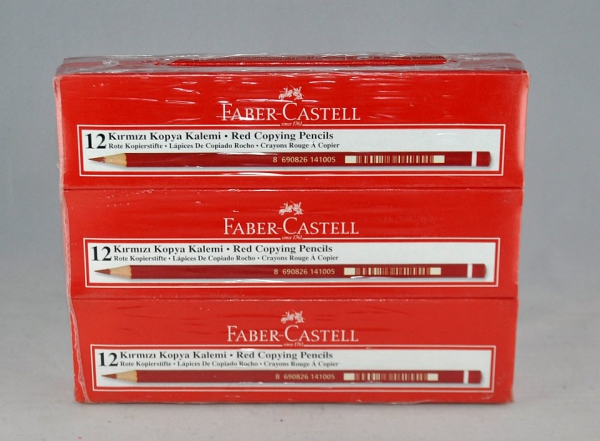 FABER-CASTELL
since 1761
12 Kırmızı Kopya Kalemi • Red Copying Pencils
Rote Kopierstifte • Lápices De Copiado Rocho • Crayons Rouge À Copier
8 690826 141005
FABER-CASTELL
since 1761
12 Kırmızı Kopya Kalemi • Red Copying Pencils
Rote Kopierstifte • Lápices De Copiado Rocho • Crayons Rouge À Copier
8 690826 141005
FABER-CASTELL
since 1761
12 Kırmızı Kopya Kalemi • Red Copying Pencils
Rote Kopierstifte • Lápices De Copiado Rocho • Crayons Rouge À Copier
8 690826 141005